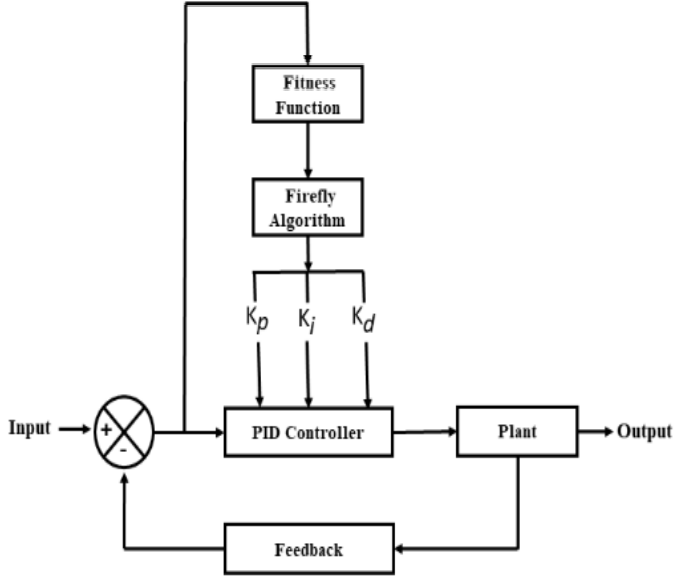 Fitness
Function
Firefly
Algorithm
Kp Ki Kd
Input
+
-
PID Controller
Plant
Output
Feedback